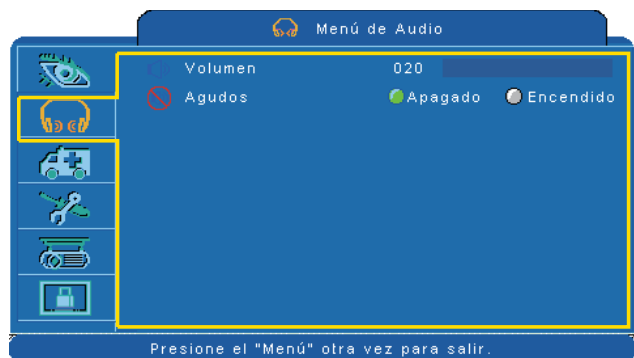 Menú de Audio
Volumen 020
Agudos Apagado Encendido
Presione el "Menú" otra vez para salir.